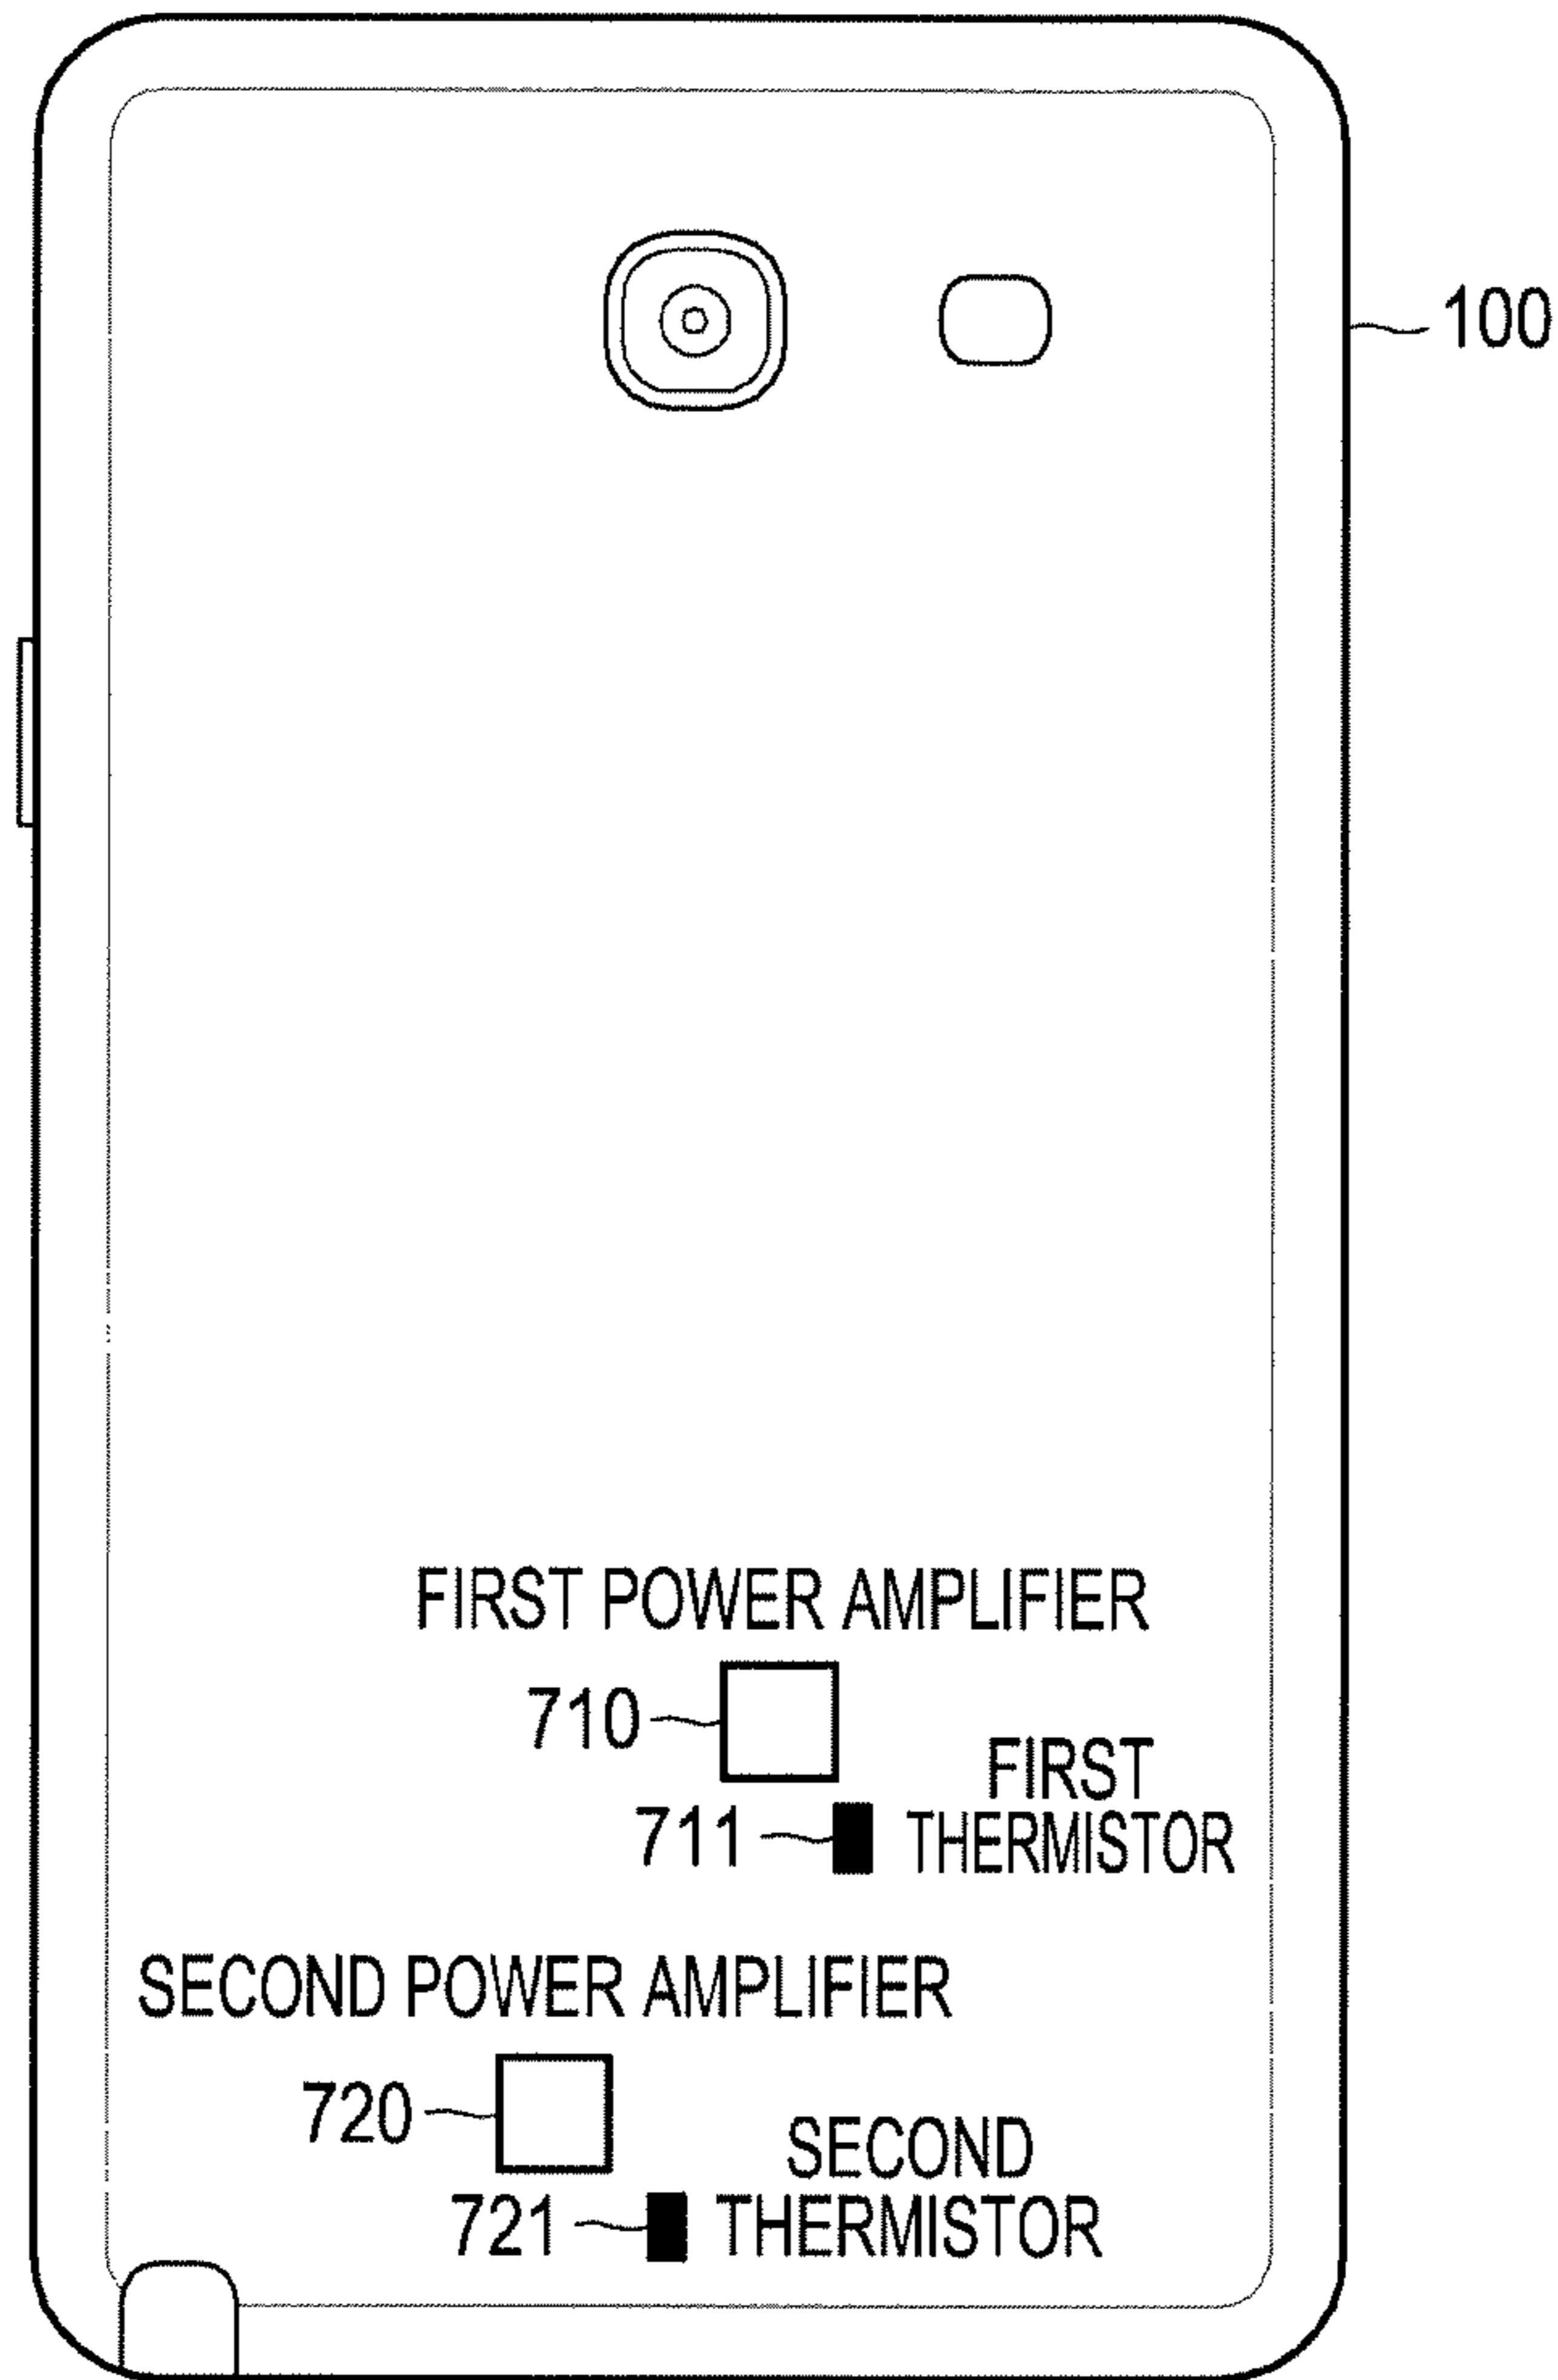 100
FIRST POWER AMPLIFIER
710
FIRST
THERMISTOR
711
SECOND POWER AMPLIFIER
720
SECOND
THERMISTOR
721